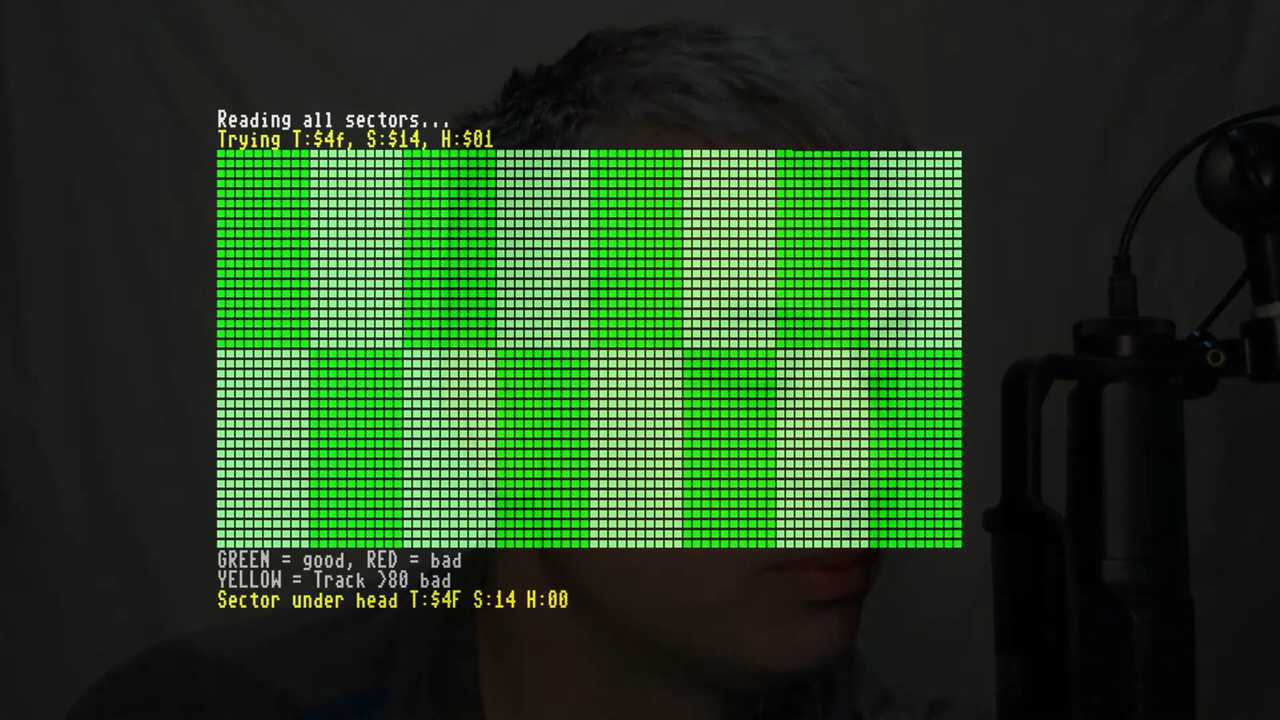 Reading all sectors...
Trying T:$4f, S:$14, H:$01
GREEN = good, RED = bad
YELLOW = Track >80 bad
Sector under head T:$4F S:14 H:00